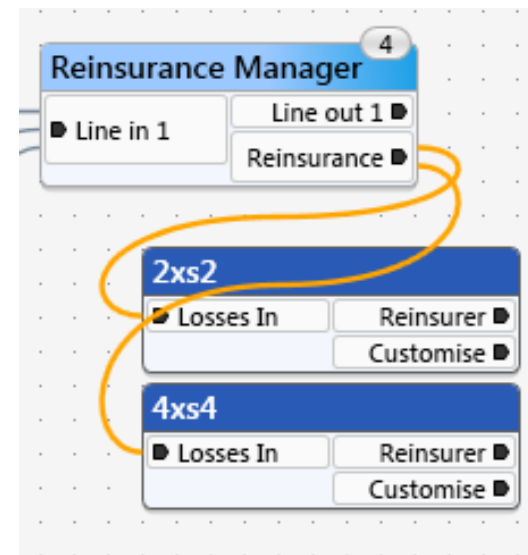 4
Reinsurance Manager
Line in 1
Line out 1
Reinsurance
2xs2
Losses In
Reinsurer
Customise
4xs4
Losses In
Reinsurer
Customise